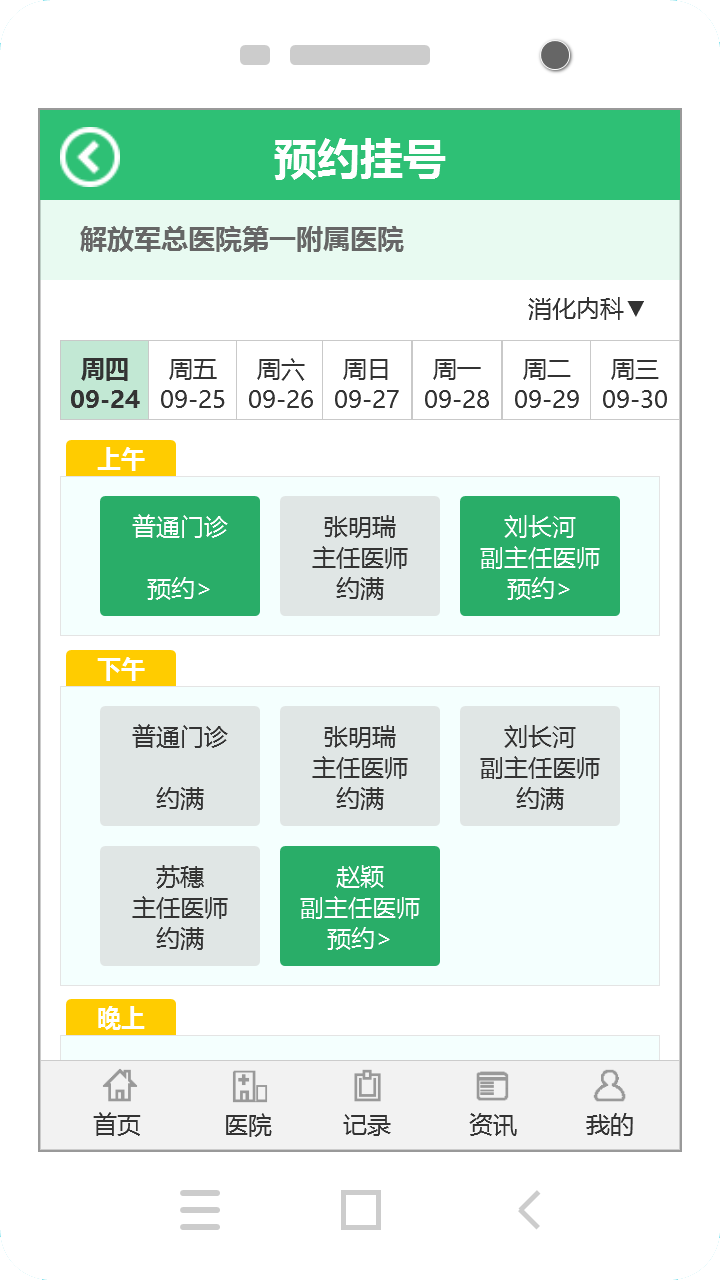 预约挂号
解放军总医院第一附属医院
消化内科▼
周四 周五 周六 周日 周一 周二 周三
09-24 09-25 09-26 09-27 09-28 09-29 09-30
上午
普通门诊 张明瑞 刘长河
主任医师 副主任医师
预约> 约满 预约>
下午
普通门诊 张明瑞 刘长河
主任医师 副主任医师
约满 约满 约满
苏穗 赵颖
主任医师 副主任医师
约满 预约>
晚上
首页 医院 记录 资讯 我的